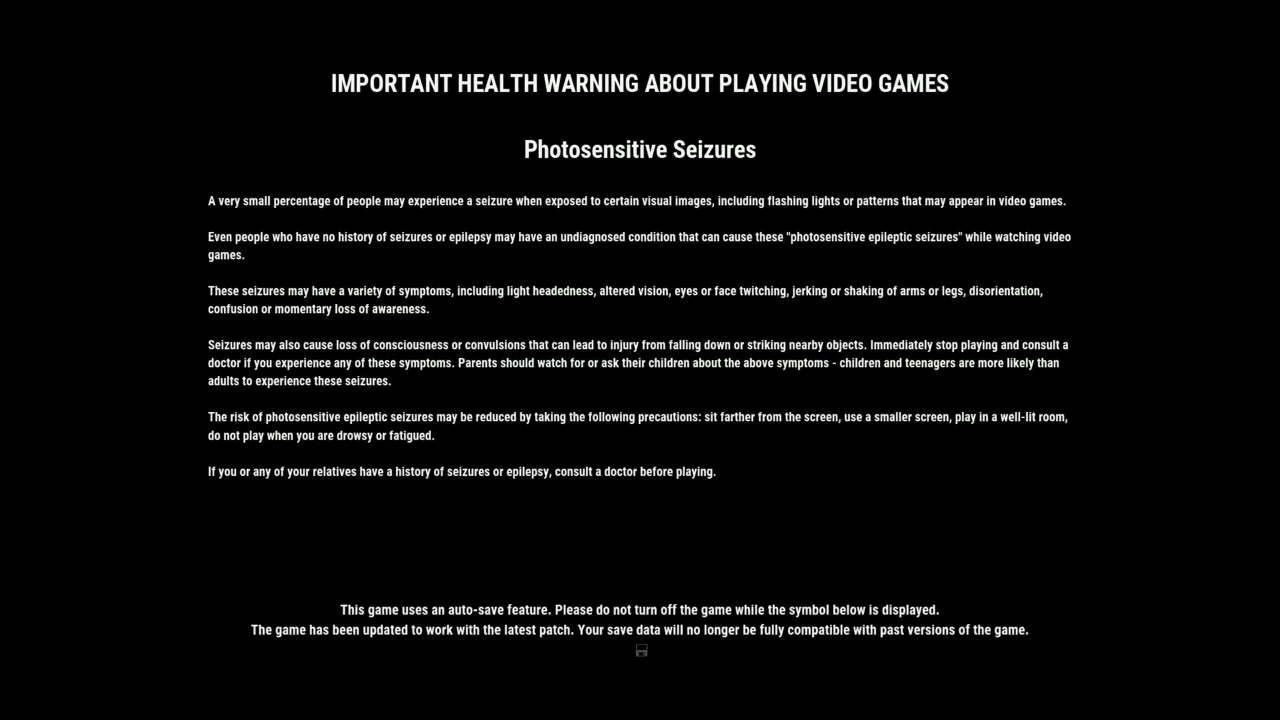 IMPORTANT HEALTH WARNING ABOUT PLAYING VIDEO GAMES
Photosensitive Seizures
A very small percentage of people may experience a seizure when exposed to certain visual images, including flashing lights or patterns that may appear in video games.
Even people who have no history of seizures or epilepsy may have an undiagnosed condition that can cause these "photosensitive epileptic seizures" while watching video
games.
These seizures may have a variety of symptoms, including light headedness, altered vision, eyes or face twitching, jerking or shaking of arms or legs, disorientation,
confusion or momentary loss of awareness.
Seizures may also cause loss of consciousness or convulsions that can lead to injury from falling down or striking nearby objects. Immediately stop playing and consult a
doctor if you experience any of these symptoms. Parents should watch for or ask their children about the above symptoms - children and teenagers are more likely than
adults to experience these seizures.
The risk of photosensitive epileptic seizures may be reduced by taking the following precautions: sit farther from the screen, use a smaller screen, play in a well-lit room,
do not play when you are drowsy or fatigued.
If you or any of your relatives have a history of seizures or epilepsy, consult a doctor before playing.
This game uses an auto-save feature. Please do not turn off the game while the symbol below is displayed.
The game has been updated to work with the latest patch. Your save data will no longer be fully compatible with past versions of the game.